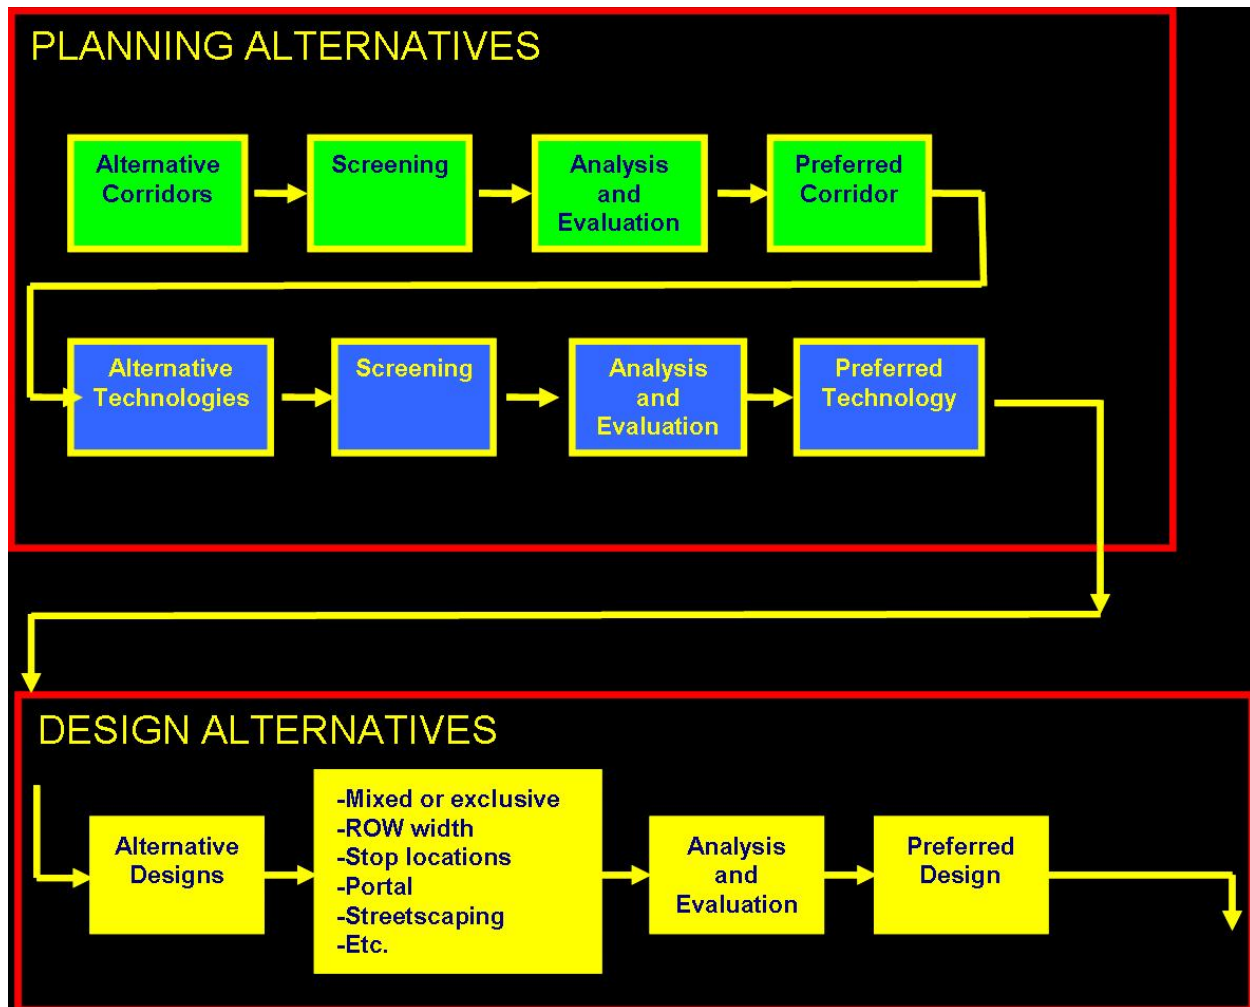 PLANNING ALTERNATIVES
Alternative
Corridors
Screening
Analysis
and
Evaluation
Preferred
Corridor
Alternative
Technologies
Screening
Analysis
and
Evaluation
Preferred
Technology
DESIGN ALTERNATIVES
Alternative
Designs
-Mixed or exclusive
-ROW width
-Stop locations
-Portal
-Streetscaping
-Etc.
Analysis
and
Evaluation
Preferred
Design